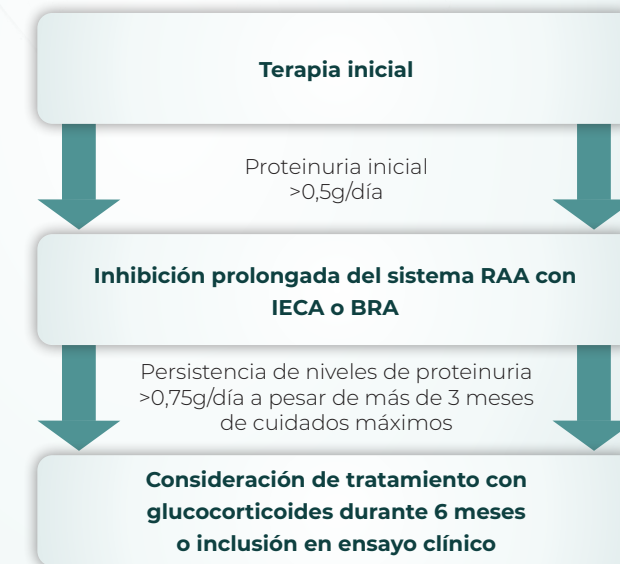 Terapia inicial
Proteinuria inicial
>0,5g/día
Inhibición prolongada del sistema RAA con
IECA o BRA
Persistencia de niveles de proteinuria
>0,75g/día a pesar de más de 3 meses
de cuidados máximos
Consideración de tratamiento con
glucocorticoides durante 6 meses
o inclusión en ensayo clínico